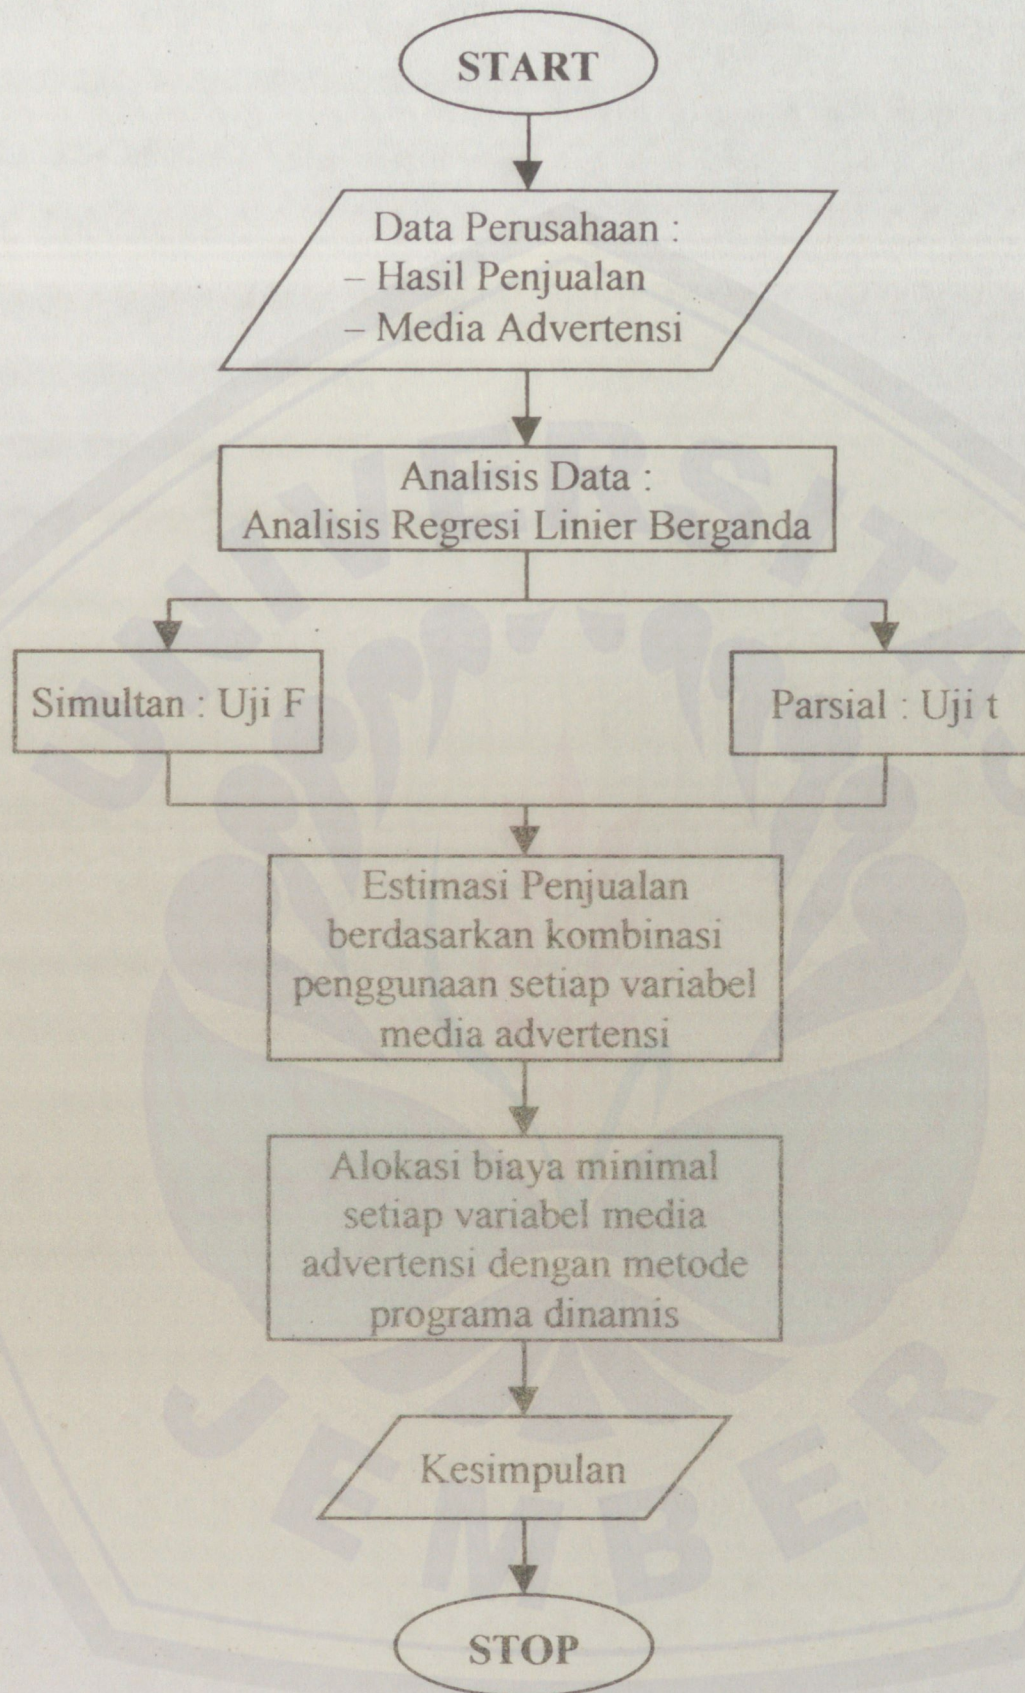 START
Data Perusahaan :
– Hasil Penjualan
– Media Advertensi
Analisis Data :
Analisis Regresi Linier Berganda
Simultan : Uji F
Parsial : Uji t
Estimasi Penjualan
berdasarkan kombinasi
penggunaan setiap variabel
media advertensi
Alokasi biaya minimal
setiap variabel media
advertensi dengan metode
programa dinamis
Kesimpulan
STOP
UNIVERSITAS
JEMBER